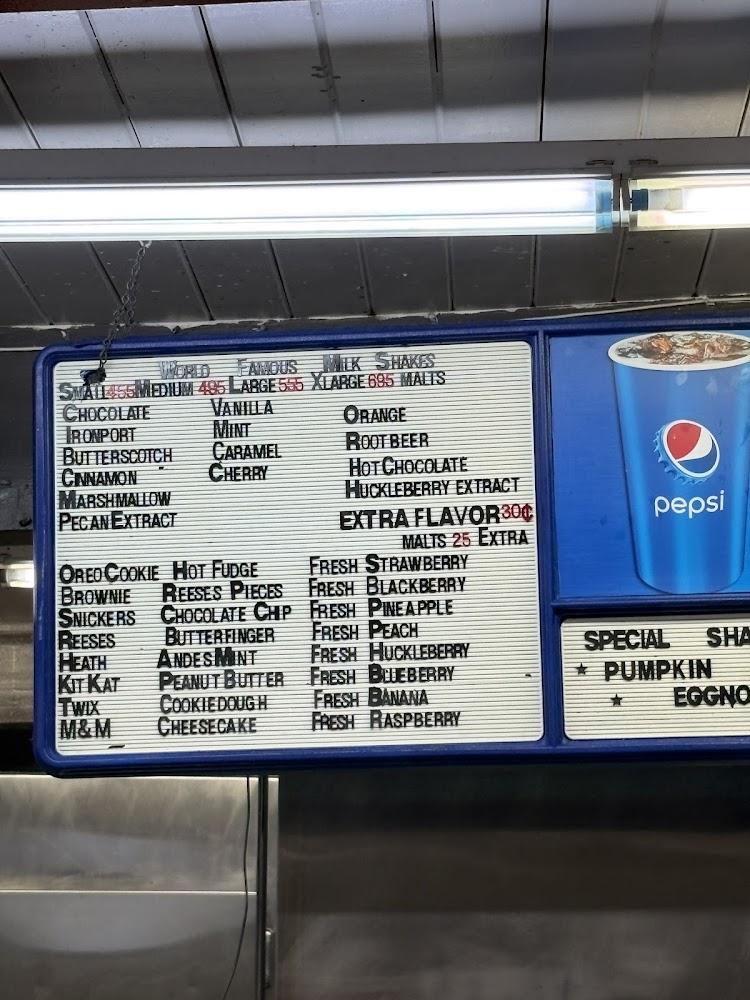 WORLD FAMOUS MILK SHAKES
SMALL 455 MEDIUM 495 LARGE 555 XLARGE 695 MALTS
CHOCOLATE VANILLA ORANGE
IRONPORT MINT ROOTBEER
BUTTERSCOTCH CARAMEL HOT CHOCOLATE
CINNAMON CHERRY HUCKLEBERRY EXTRACT
MARSHMALLOW
PECAN EXTRACT
EXTRA FLAVOR 30¢
MALTS 25 EXTRA
OREO COOKIE HOT FUDGE FRESH STRAWBERRY
BROWNIE REESES PIECES FRESH BLACKBERRY
SNICKERS CHOCOLATE CHIP FRESH PINEAPPLE
REESES BUTTERFINGER FRESH PEACH
HEATH ANDES MINT FRESH HUCKLEBERRY
KIT KAT PEANUT BUTTER FRESH BLUEBERRY
TWIX COOKIE DOUGH FRESH BANANA
M&M CHEESECAKE FRESH RASPBERRY
pepsi
SPECIAL SHA
★ PUMPKIN
★ EGGNO